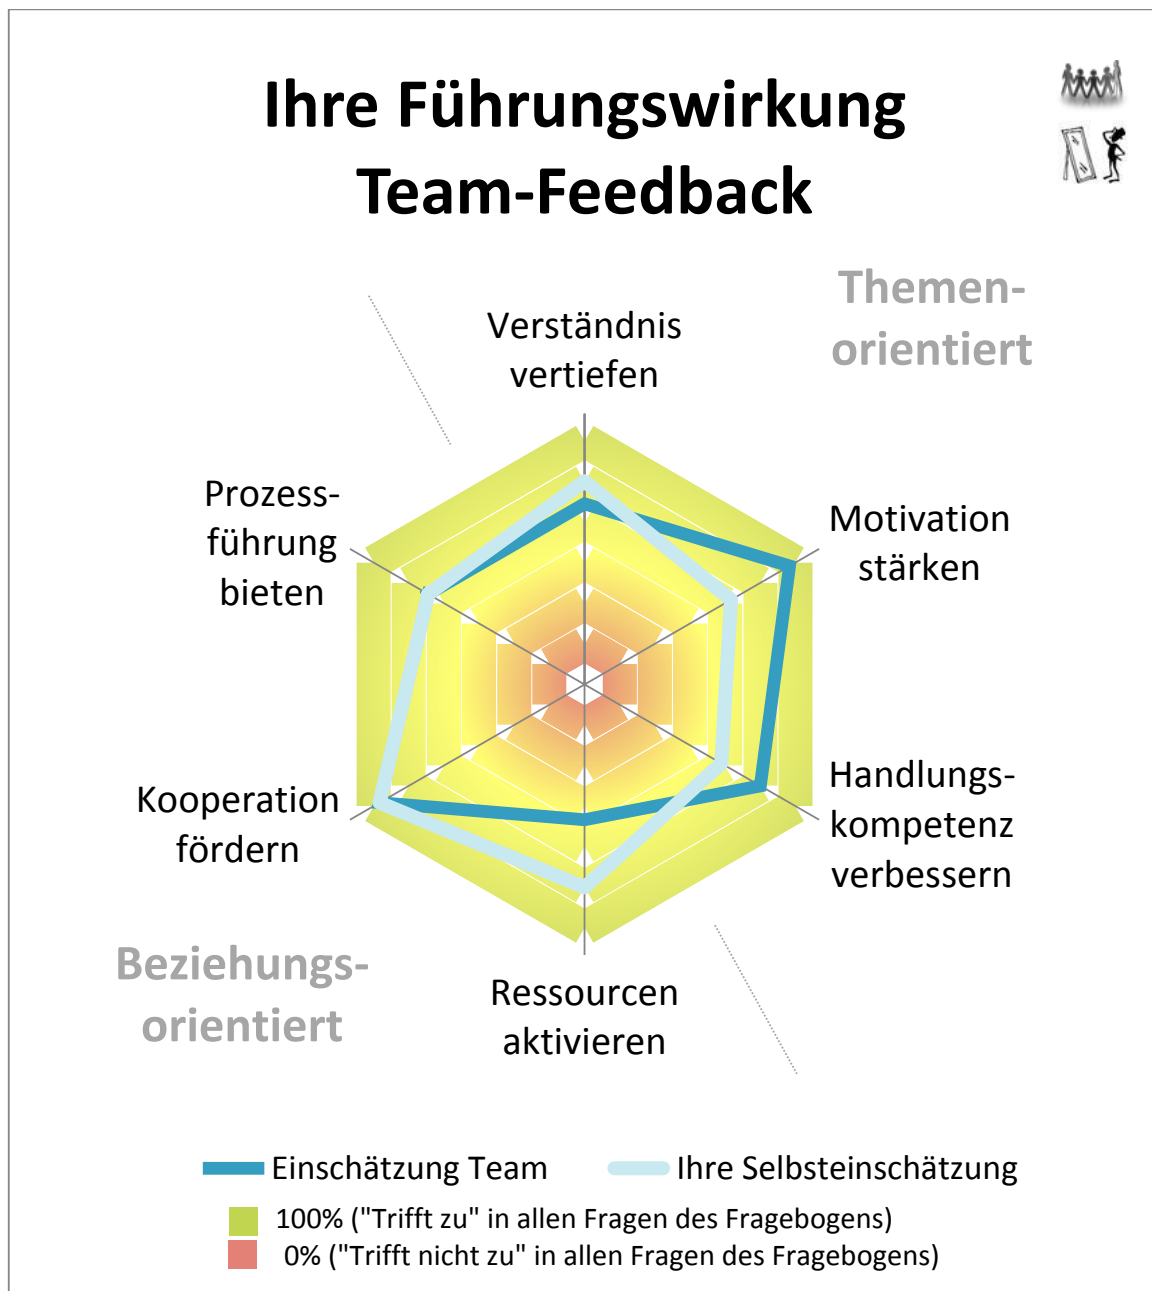 Ihre Führungswirkung
Team-Feedback
Themen-
orientiert
Verständnis
vertiefen
Prozess-
führung
bieten
Motivation
stärken
Kooperation
fördern
Handlungs-
kompetenz
verbessern
Beziehungs-
orientiert
Ressourcen
aktivieren
Einschätzung Team
Ihre Selbsteinschätzung
100% ("Trifft zu" in allen Fragen des Fragebogens)
0% ("Trifft nicht zu" in allen Fragen des Fragebogens)